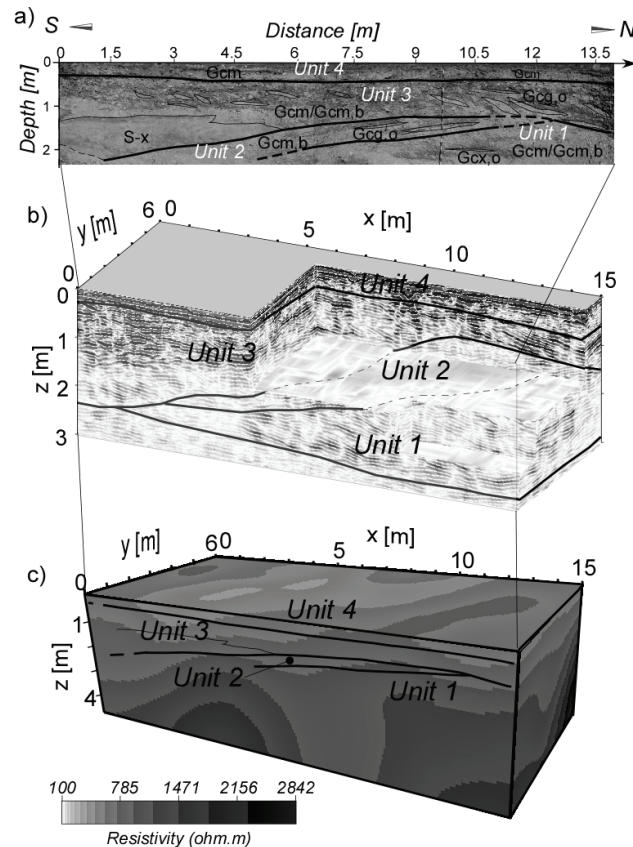 a) S Distance [m] N
0 1.5 3 4.5 6 7.5 9 10.5 12 13.5
Depth [m]
0
1
2
Gcm Unit 4 Gcm
Unit 3 Gcg,o
Gcm/Gcm,b
S-x Gcg,o Unit 1
Unit 2 Gcm,b Gcm/Gcm,b
Gcx,o
b)
y [m] 6 0
x [m]
0 5 10 15
0
1
2
3
z [m]
Unit 4
Unit 3
Unit 2
Unit 1
c)
y [m] 6 0
x [m]
0 5 10 15
1
4
z [m]
Unit 4
Unit 3
Unit 2
Unit 1
100 785 1471 2156 2842
Resistivity (ohm.m)